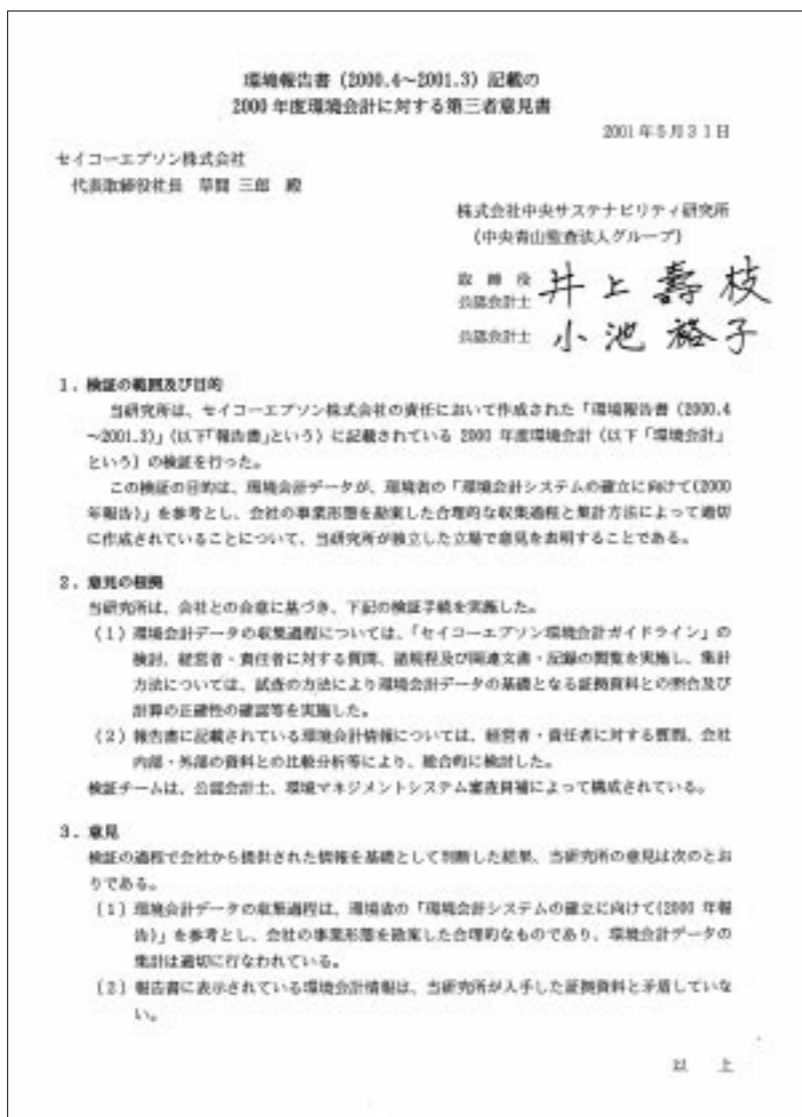 環境報告書（2000.4～2001.3）記載の
2000年度環境会計に対する第三者意見書
2001年5月31日
セイコーエプソン株式会社
代表取締役社長　草間 三郎　殿
株式会社中央サステナビリティ研究所
（中央青山監査法人グループ）
取　締　役
公認会計士　井上壽枝
公認会計士　小池裕子
1．検証の範囲及び目的
当研究所は、セイコーエプソン株式会社の責任において作成された「環境報告書（2000.4
～2001.3）」（以下「報告書」という）に記載されている 2000 年度環境会計（以下「環境会計」
という）の検証を行った。
この検証の目的は、環境会計データが、環境省の「環境会計システムの確立に向けて(2000
年報告)」を参考とし、会社の事業形態を勘案した合理的な収集過程と集計方法によって適切
に作成されていることについて、当研究所が独立した立場で意見を表明することである。
2．意見の根拠
当研究所は、会社との合意に基づき、下記の検証手続を実施した。
（1）環境会計データの収集過程については、「セイコーエプソン環境会計ガイドライン」の
検討、経営者・責任者に対する質問、諸規程及び関連文書・記録の閲覧を実施し、集計
方法については、試査の方法により環境会計データの基礎となる証拠資料との照合及び
計算の正確性の確認等を実施した。
（2）報告書に記載されている環境会計情報については、経営者・責任者に対する質問、会社
内部・外部の資料との比較分析等により、総合的に検討した。
検証チームは、公認会計士、環境マネジメントシステム審査員補によって構成されている。
3．意見
検証の過程で会社から提供された情報を基礎として判断した結果、当研究所の意見は次のとお
りである。
（1）環境会計データの収集過程は、環境省の「環境会計システムの確立に向けて(2000 年報
告)」を参考とし、会社の事業形態を勘案した合理的なものであり、環境会計データの
集計は適切に行なわれている。
（2）報告書に表示されている環境会計情報は、当研究所が入手した証拠資料と矛盾していな
い。
以　上